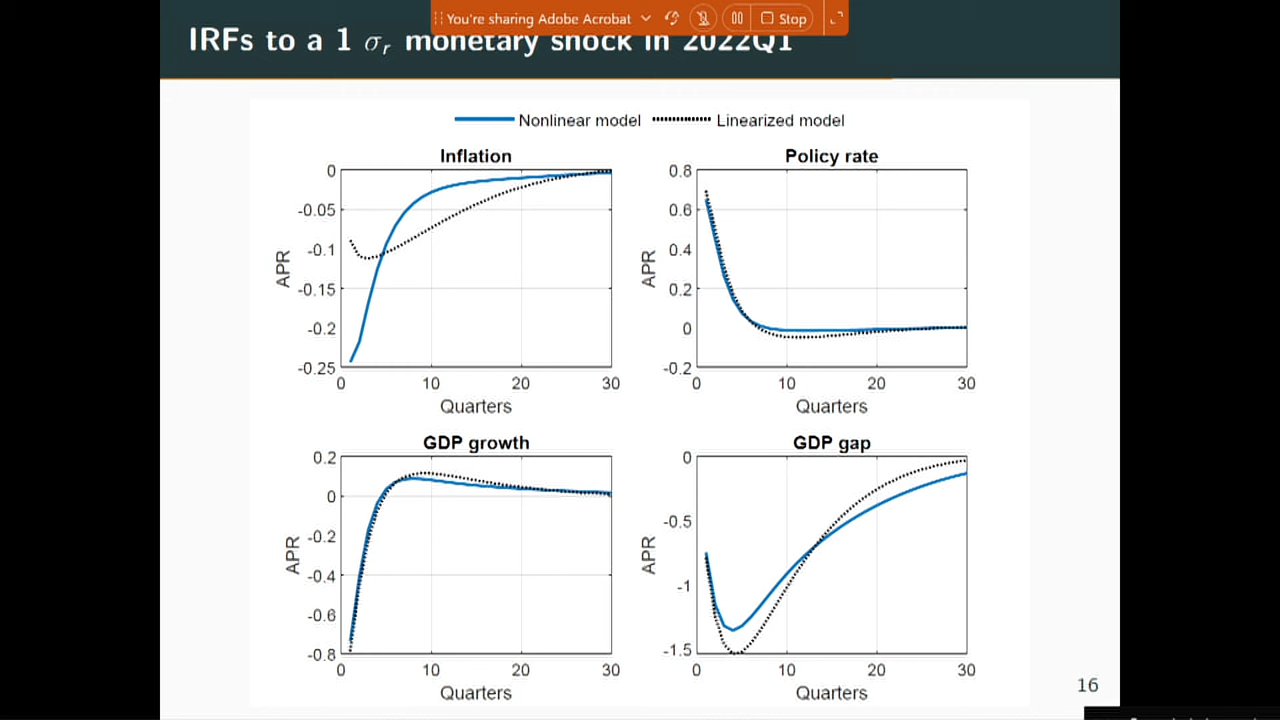 You're sharing Adobe Acrobat
Stop
IRFs to a 1 σr monetary shock in 2022Q1
Nonlinear model
Linearized model
Inflation
0
-0.05
-0.1
-0.15
-0.2
-0.25
APR
0 10 20 30
Quarters
Policy rate
0.8
0.6
0.4
0.2
0
-0.2
APR
0 10 20 30
Quarters
GDP growth
0.2
0
-0.2
-0.4
-0.6
-0.8
APR
0 10 20 30
Quarters
GDP gap
0
-0.5
-1
-1.5
APR
0 10 20 30
Quarters
16